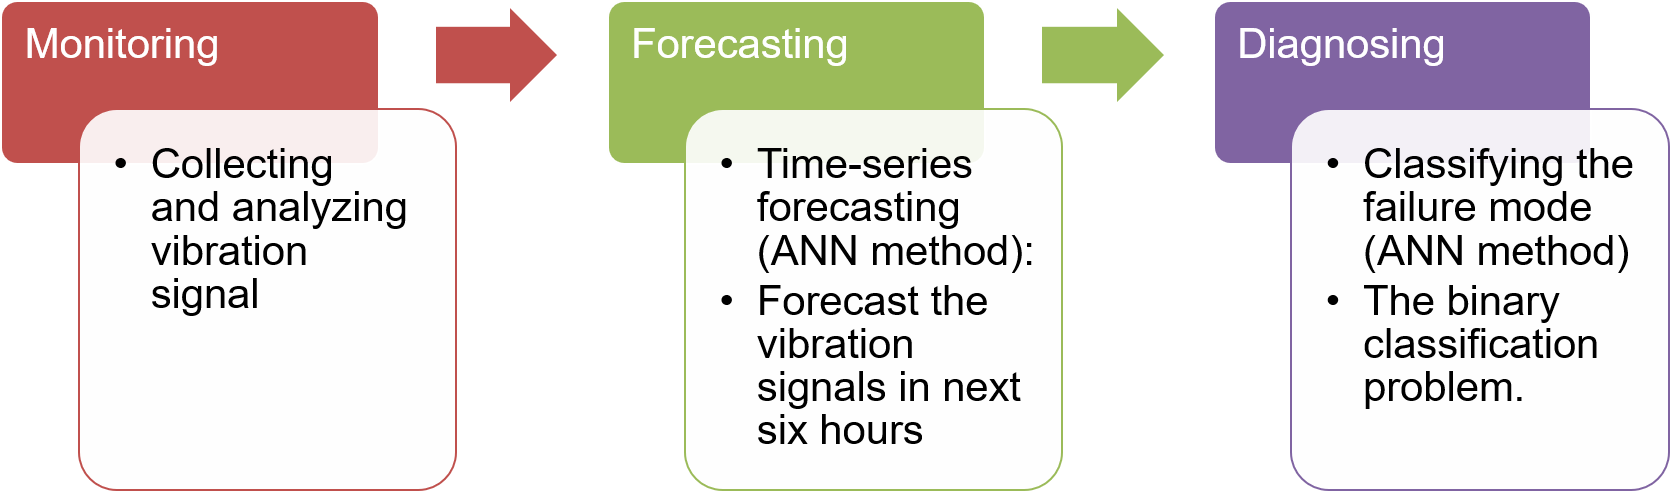 Monitoring
• Collecting
and analyzing
vibration
signal
Forecasting
• Time-series
forecasting
(ANN method):
• Forecast the
vibration
signals in next
six hours
Diagnosing
• Classifying the
failure mode
(ANN method)
• The binary
classification
problem.